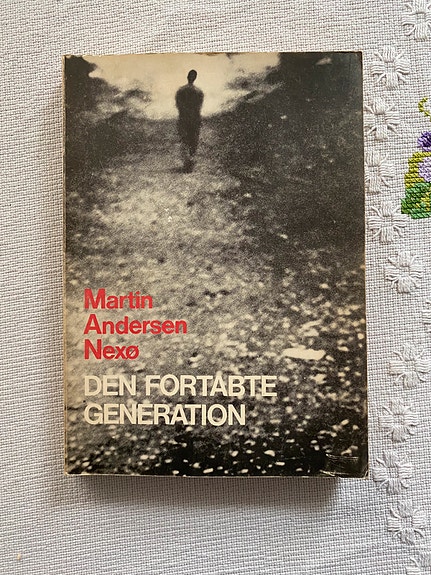 Martin
Andersen
Nexø
DEN FORTABTE
GENERATION